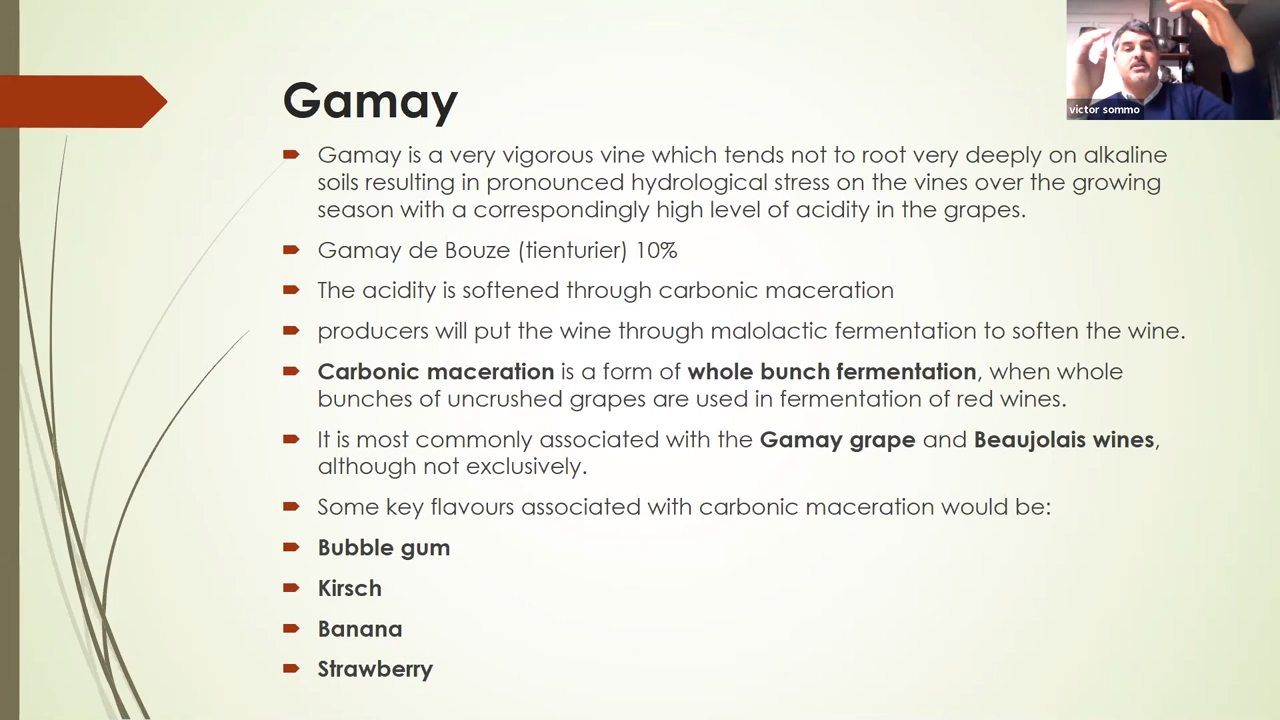 victor sommo
Gamay
Gamay is a very vigorous vine which tends not to root very deeply on alkaline
soils resulting in pronounced hydrological stress on the vines over the growing
season with a correspondingly high level of acidity in the grapes.
Gamay de Bouze (tienturier) 10%
The acidity is softened through carbonic maceration
producers will put the wine through malolactic fermentation to soften the wine.
Carbonic maceration is a form of whole bunch fermentation, when whole
bunches of uncrushed grapes are used in fermentation of red wines.
It is most commonly associated with the Gamay grape and Beaujolais wines,
although not exclusively.
Some key flavours associated with carbonic maceration would be:
Bubble gum
Kirsch
Banana
Strawberry